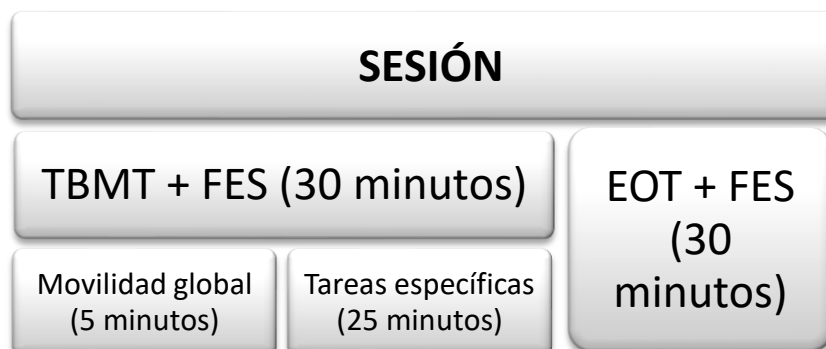 SESIÓN
TBMT + FES (30 minutos)
Movilidad global
(5 minutos)
Tareas específicas
(25 minutos)
EOT + FES
(30
minutos)